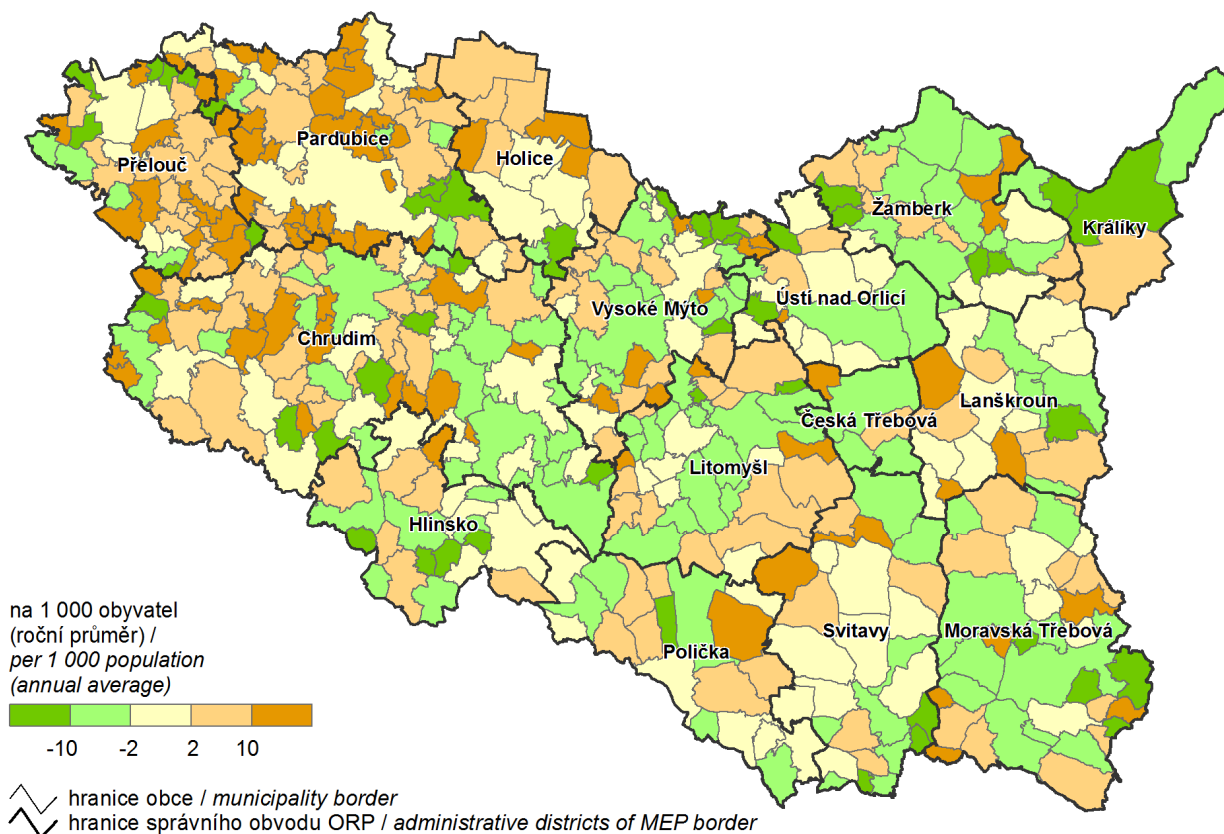 Pardubice
Přelouč
Holice
Žamberk
Králíky
Ústí nad Orlicí
Vysoké Mýto
Chrudim
Lanškroun
Česká Třebová
Litomyšl
Hlinsko
Svitavy
Moravská Třebová
Polička
na 1 000 obyvatel
(roční průměr) /
per 1 000 population
(annual average)
-10 -2 2 10
hranice obce / municipality border
hranice správního obvodu ORP / administrative districts of MEP border